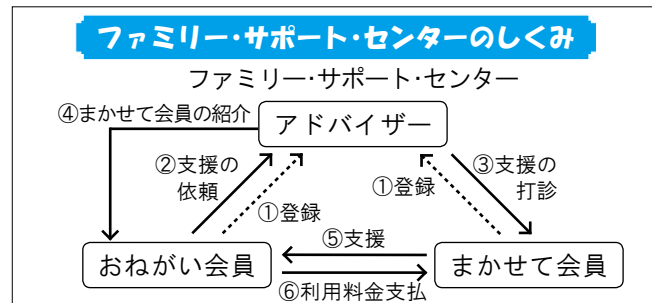 ファミリー・サポート・センターのしくみ
ファミリー・サポート・センター
④まかせて会員の紹介
アドバイザー
②支援の
依頼
①登録
①登録
③支援の
打診
おねがい会員
⑤支援
⑥利用料金支払
まかせて会員